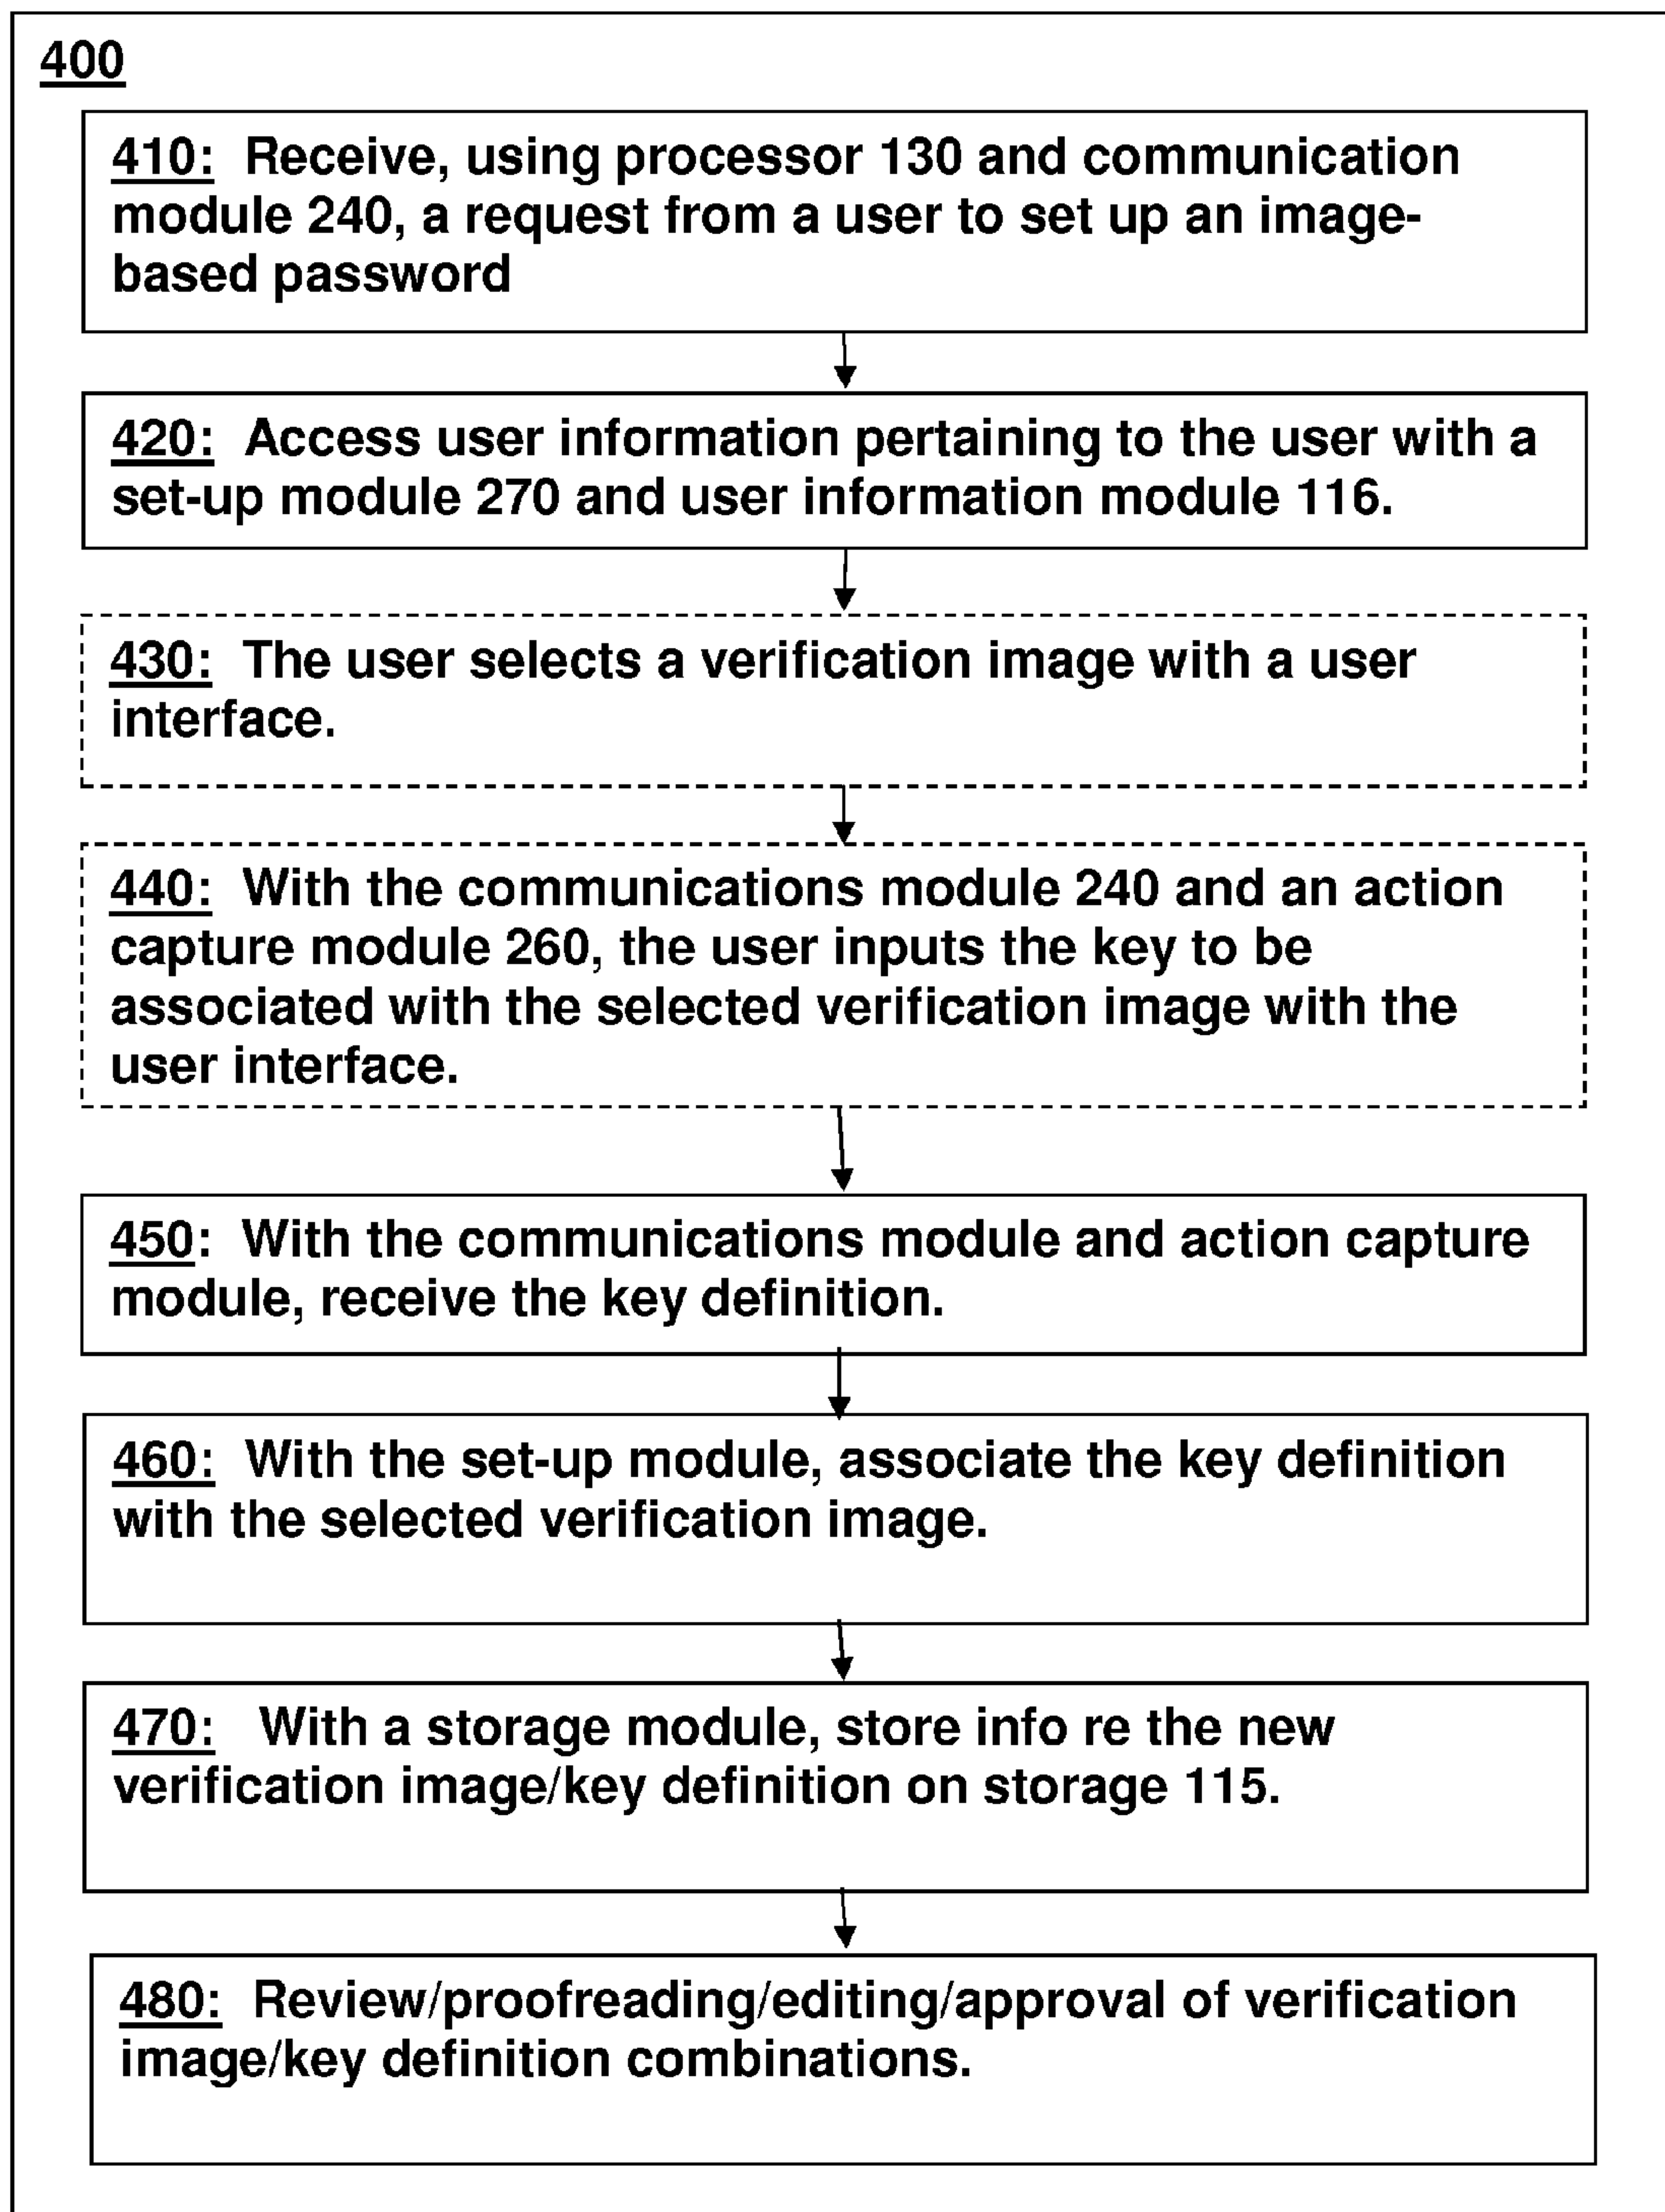 400
410: Receive, using processor 130 and communication
module 240, a request from a user to set up an image-
based password
420: Access user information pertaining to the user with a
set-up module 270 and user information module 116.
430: The user selects a verification image with a user
interface.
440: With the communications module 240 and an action
capture module 260, the user inputs the key to be
associated with the selected verification image with the
user interface.
450: With the communications module and action capture
module, receive the key definition.
460: With the set-up module, associate the key definition
with the selected verification image.
470: With a storage module, store info re the new
verification image/key definition on storage 115.
480: Review/proofreading/editing/approval of verification
image/key definition combinations.